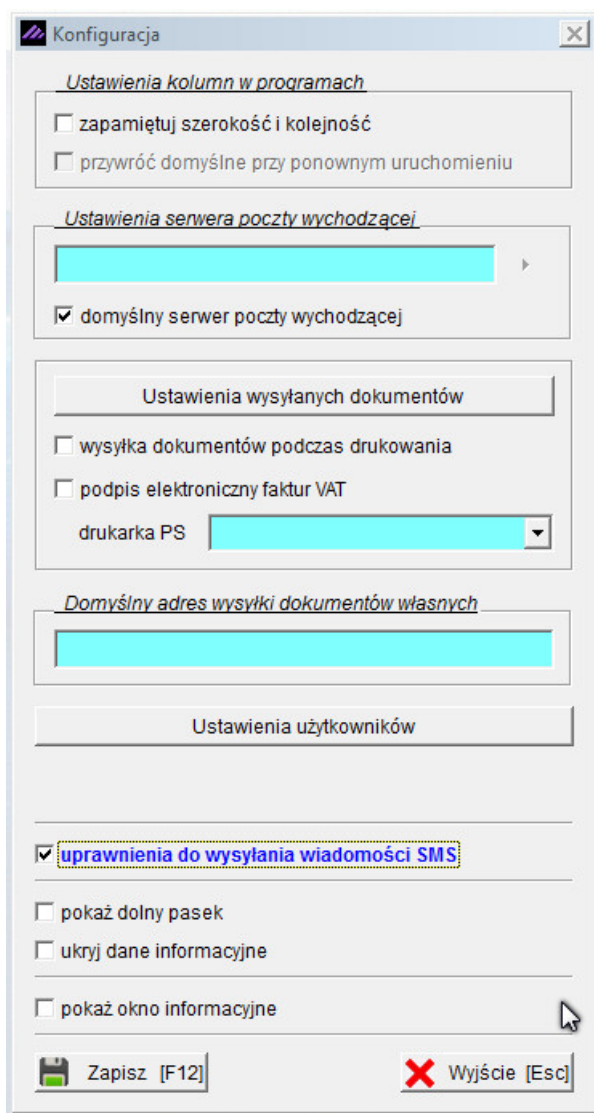 Konfiguracja
Ustawienia kolumn w programach
zapamiętuj szerokość i kolejność
przywróć domyślne przy ponownym uruchomieniu
Ustawienia serwera poczty wychodzącej
domyślny serwer poczty wychodzącej
Ustawienia wysyłanych dokumentów
wysyłka dokumentów podczas drukowania
podpis elektroniczny faktur VAT
drukarka PS
Domyślny adres wysyłki dokumentów własnych
Ustawienia użytkowników
uprawnienia do wysyłania wiadomości SMS
pokaż dolny pasek
ukryj dane informacyjne
pokaż okno informacyjne
Zapisz [F12] Wyjście [Esc]